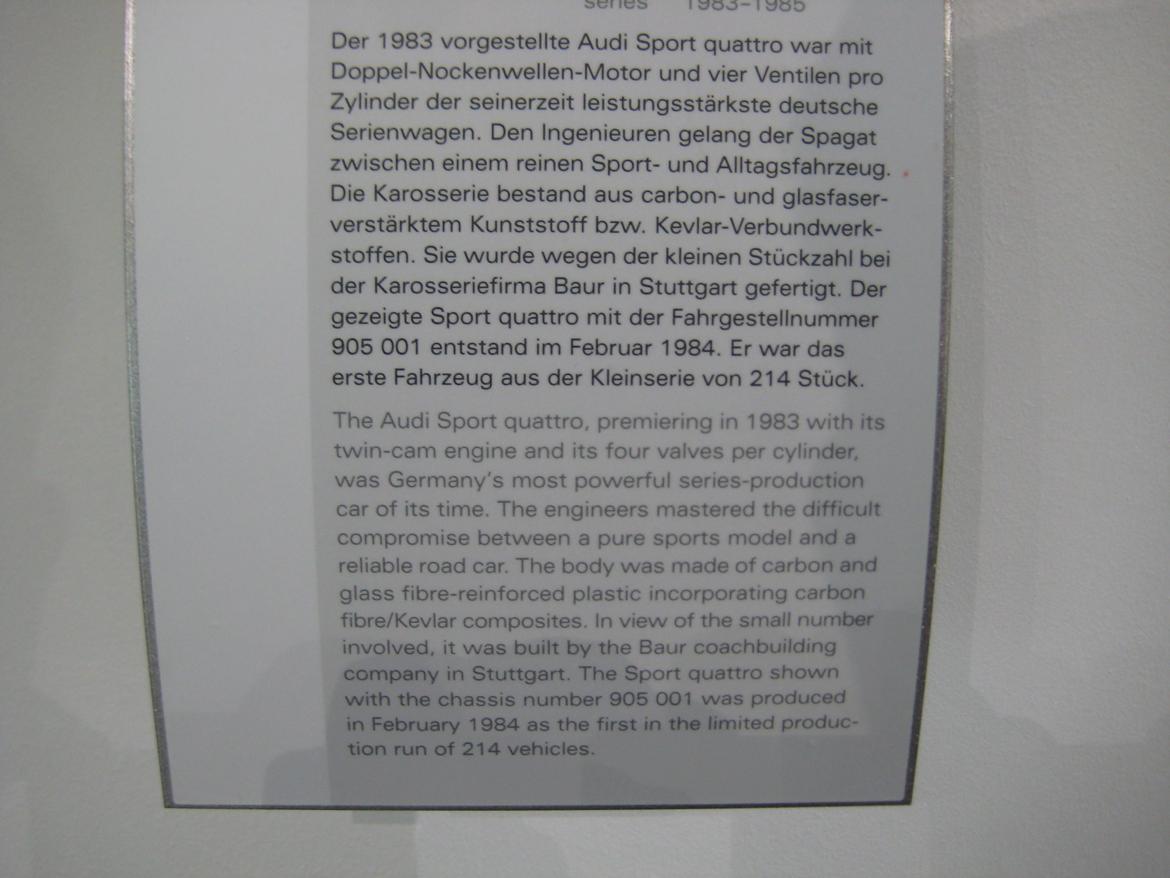 series 1983–1985
Der 1983 vorgestellte Audi Sport quattro war mit
Doppel-Nockenwellen-Motor und vier Ventilen pro
Zylinder der seinerzeit leistungsstärkste deutsche
Serienwagen. Den Ingenieuren gelang der Spagat
zwischen einem reinen Sport- und Alltagsfahrzeug.
Die Karosserie bestand aus carbon- und glasfaser-
verstärktem Kunststoff bzw. Kevlar-Verbundwerk-
stoffen. Sie wurde wegen der kleinen Stückzahl bei
der Karosseriefirma Baur in Stuttgart gefertigt. Der
gezeigte Sport quattro mit der Fahrgestellnummer
905 001 entstand im Februar 1984. Er war das
erste Fahrzeug aus der Kleinserie von 214 Stück.
The Audi Sport quattro, premiering in 1983 with its
twin-cam engine and its four valves per cylinder,
was Germany's most powerful series-production
car of its time. The engineers mastered the difficult
compromise between a pure sports model and a
reliable road car. The body was made of carbon and
glass fibre-reinforced plastic incorporating carbon
fibre/Kevlar composites. In view of the small number
involved, it was built by the Baur coachbuilding
company in Stuttgart. The Sport quattro shown
with the chassis number 905 001 was produced
in February 1984 as the first in the limited produc-
tion run of 214 vehicles.